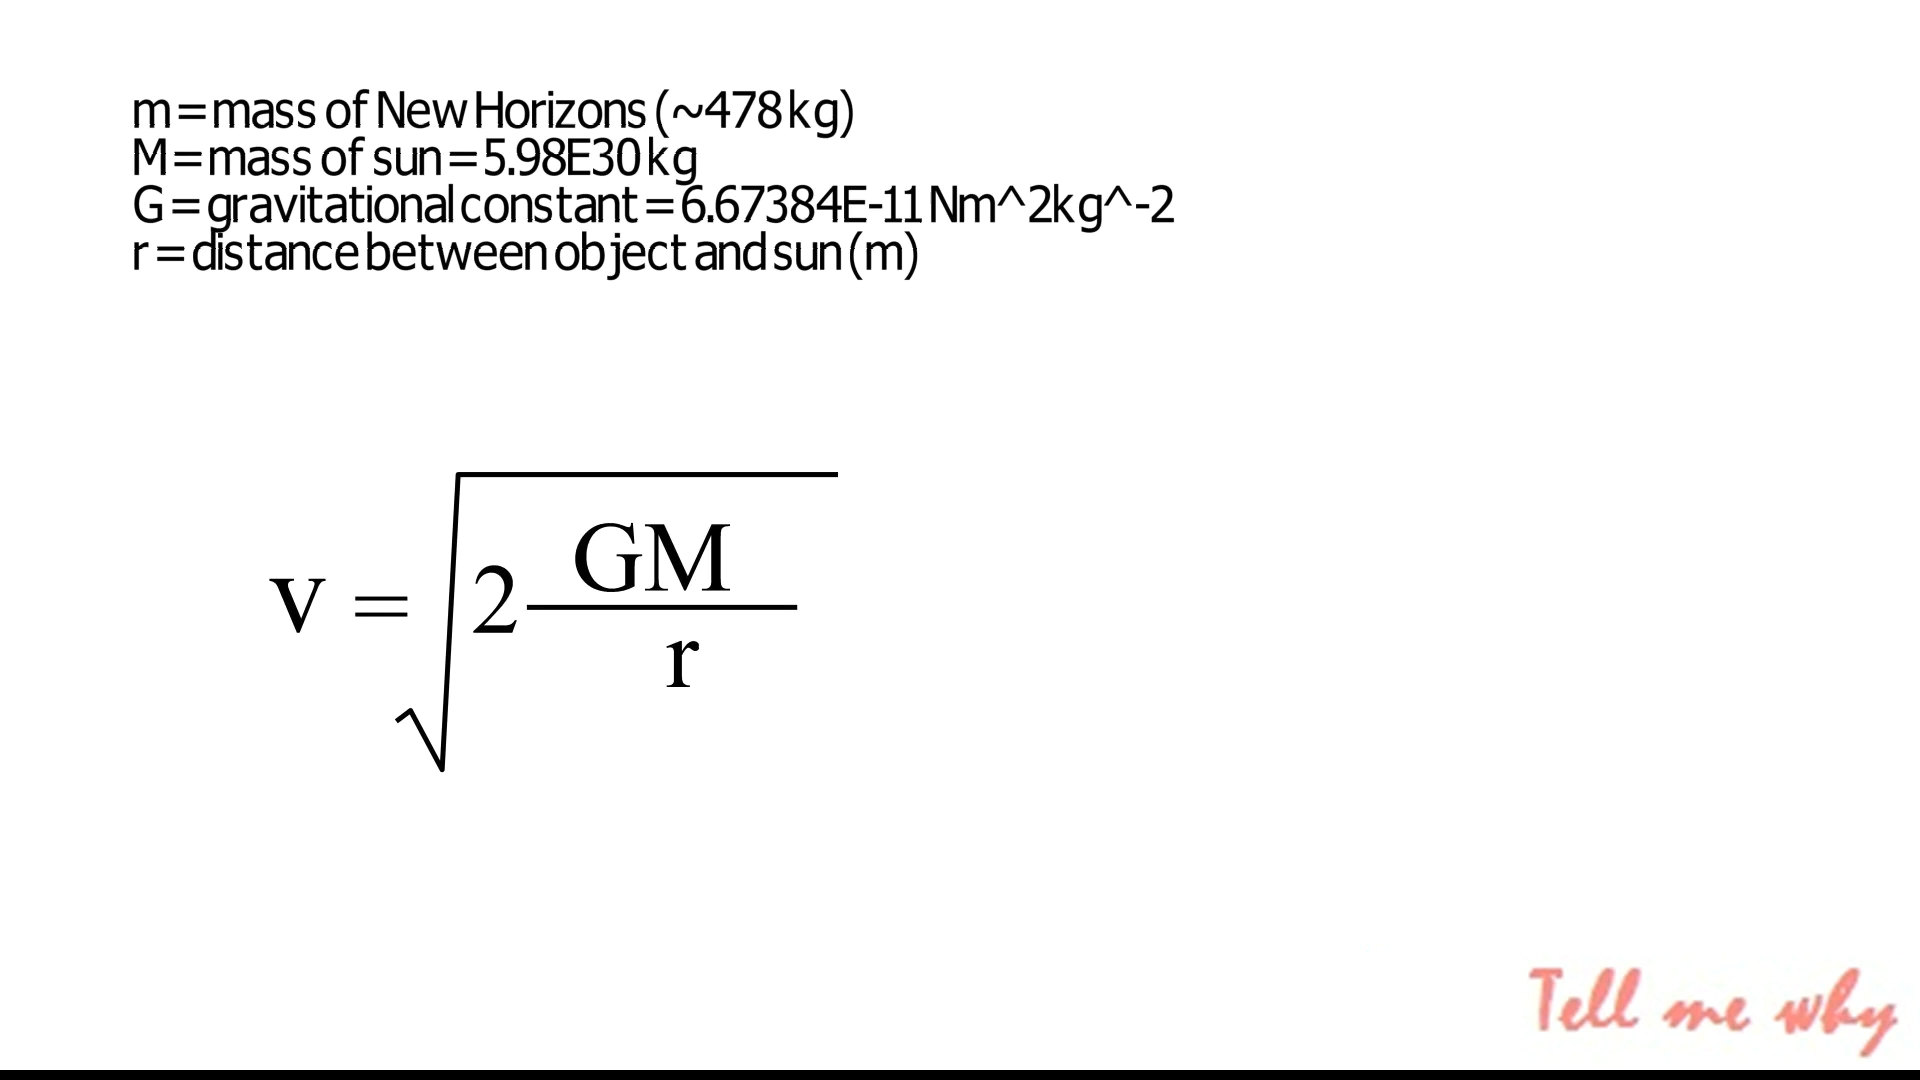 m = mass of New Horizons (~478 kg)
M = mass of sun = 5.98E30 kg
G = gravitational constant = 6.67384E-11 Nm^2kg^-2
r = distance between object and sun (m)
v = √2 GM
r
Tell me why